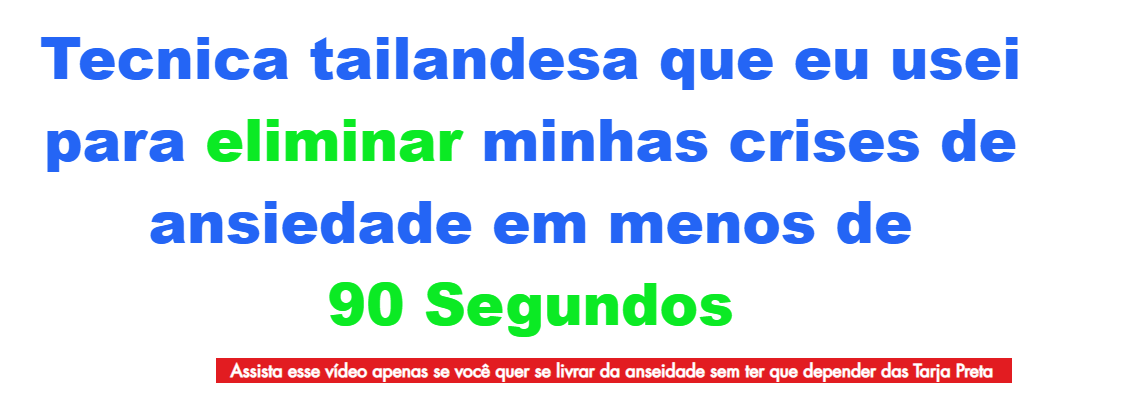 Tecnica tailandesa que eu usei
para eliminar minhas crises de
ansiedade em menos de
90 Segundos
Assista esse vídeo apenas se você quer se livrar da anseidade sem ter que depender das Tarja Preta